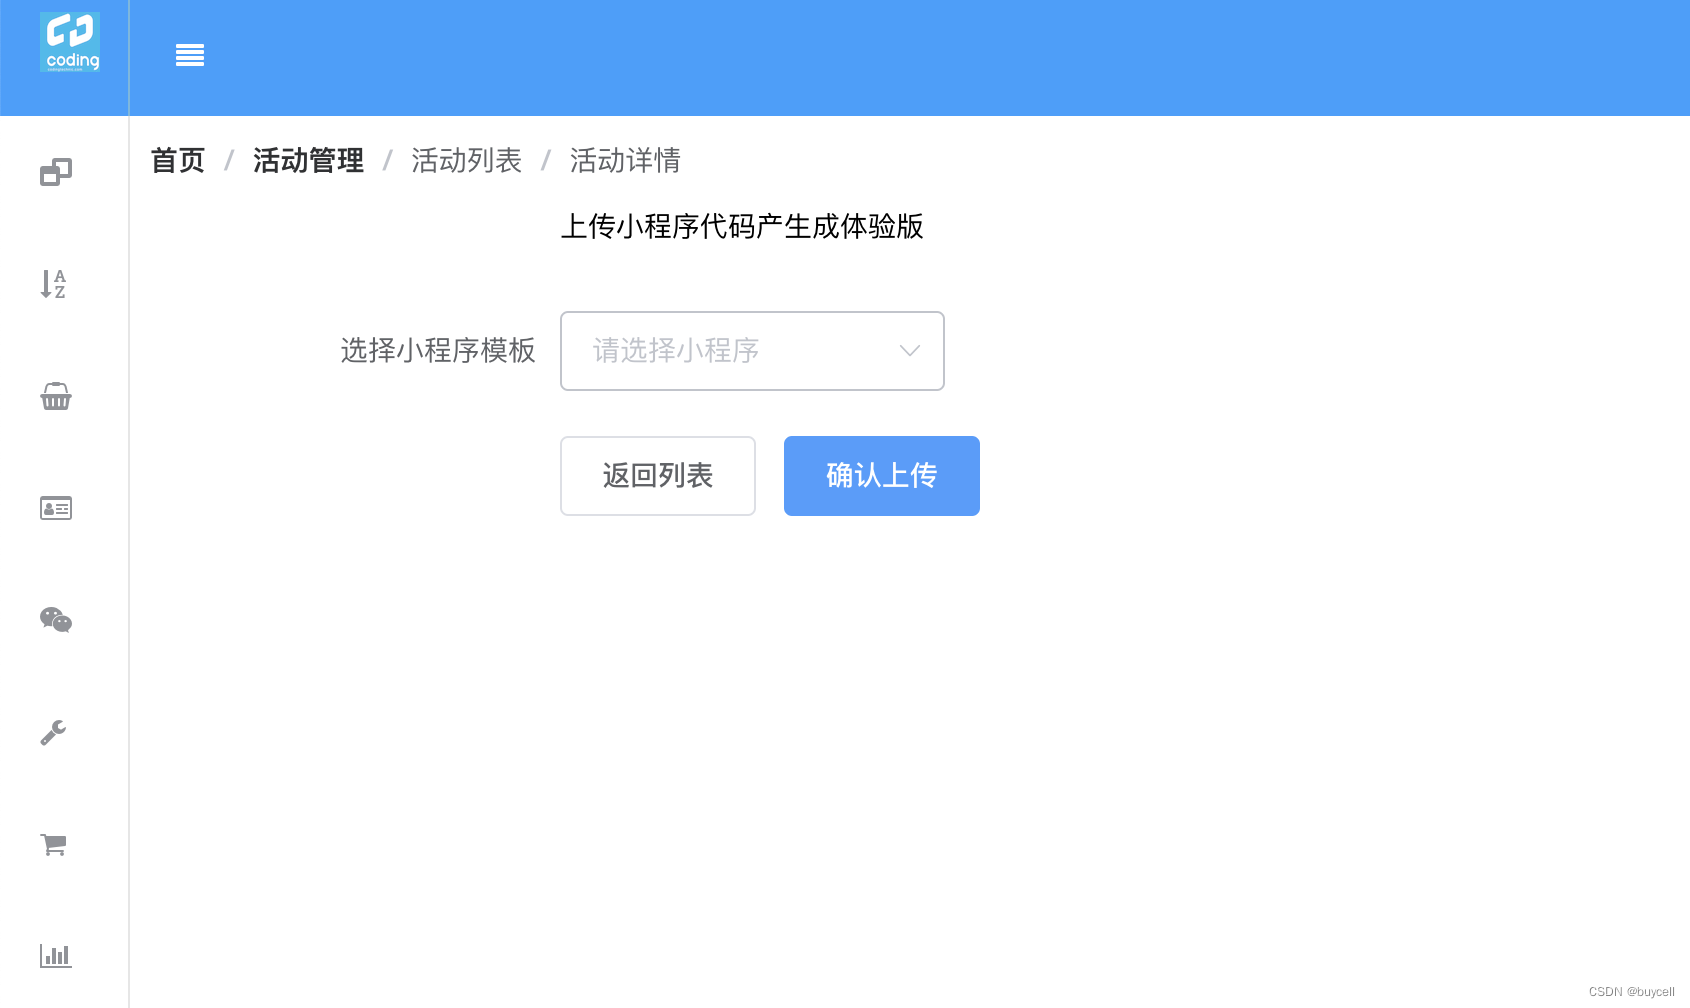 coding
首页 / 活动管理 / 活动列表 / 活动详情
上传小程序代码产生成体验版
选择小程序模板 请选择小程序
返回列表 确认上传
CSDN @buycell